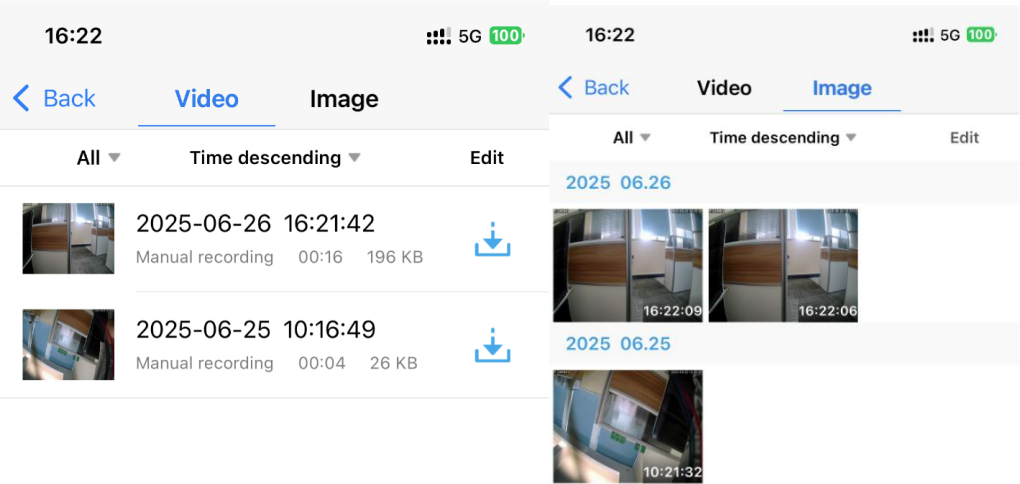 16:22 5G 100
Back Video Image
All Time descending Edit
2025-06-26 16:21:42
Manual recording 00:16 196 KB
2025-06-25 10:16:49
Manual recording 00:04 26 KB
16:22 5G 100
Back Video Image
All Time descending Edit
2025 06.26
16:22:09 16:22:06
2025 06.25
10:21:32